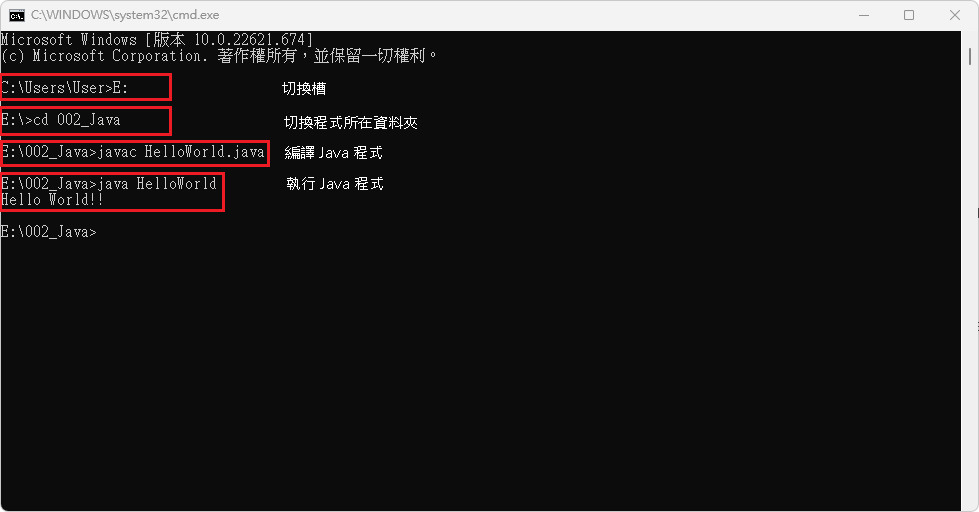 C:\WINDOWS\system32\cmd.exe
Microsoft Windows [版本 10.0.22621.674]
(c) Microsoft Corporation. 著作權所有，並保留一切權利。
C:\Users\User>E: 切換槽
E:\>cd 002_Java 切換程式所在資料夾
E:\002_Java>javac HelloWorld.java 編譯 Java 程式
E:\002_Java>java HelloWorld 執行 Java 程式
Hello World!!
E:\002_Java>